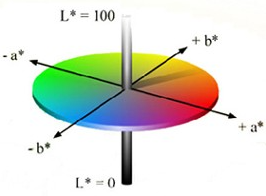 L* = 100
- a*
+ b*
- b*
+ a*
L* = 0